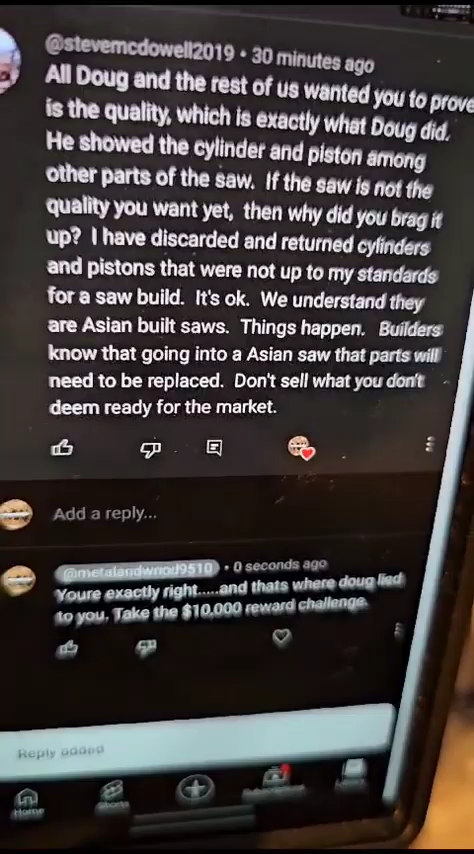 @stevemcdowell2019 • 30 minutes ago
All Doug and the rest of us wanted you to prove
is the quality, which is exactly what Doug did.
He showed the cylinder and piston among
other parts of the saw. If the saw is not the
quality you want yet, then why did you brag it
up? I have discarded and returned cylinders
and pistons that were not up to my standards
for a saw build. It's ok. We understand they
are Asian built saws. Things happen. Builders
know that going into a Asian saw that parts will
need to be replaced. Don't sell what you don't
deem ready for the market.
Add a reply...
@metalandwood9510 • 0 seconds ago
Youre exactly right.....and thats where doug lied
to you. Take the $10,000 reward challenge.
Reply added
Home
Shorts